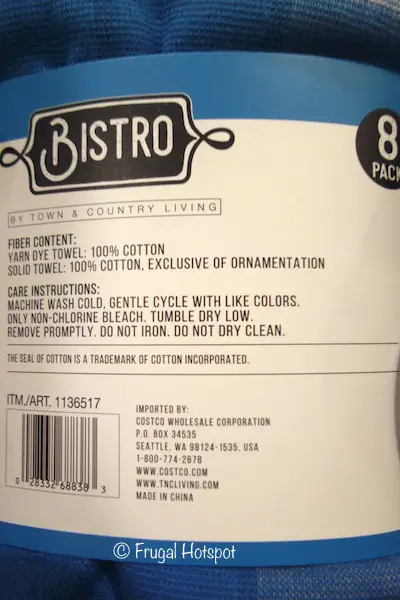 BISTRO
8
PACK
BY TOWN & COUNTRY LIVING
FIBER CONTENT:
YARN DYE TOWEL: 100% COTTON
SOLID TOWEL: 100% COTTON, EXCLUSIVE OF ORNAMENTATION
CARE INSTRUCTIONS:
MACHINE WASH COLD, GENTLE CYCLE WITH LIKE COLORS.
ONLY NON-CHLORINE BLEACH. TUMBLE DRY LOW.
REMOVE PROMPTLY. DO NOT IRON. DO NOT DRY CLEAN.
THE SEAL OF COTTON IS A TRADEMARK OF COTTON INCORPORATED.
ITM./ART. 1136517
0 28332 68838 3
IMPORTED BY:
COSTCO WHOLESALE CORPORATION
P.O. BOX 34535
SEATTLE, WA 98124-1535, USA
1-800-774-2678
WWW.COSTCO.COM
WWW.TNCLIVING.COM
MADE IN CHINA
© Frugal Hotspot